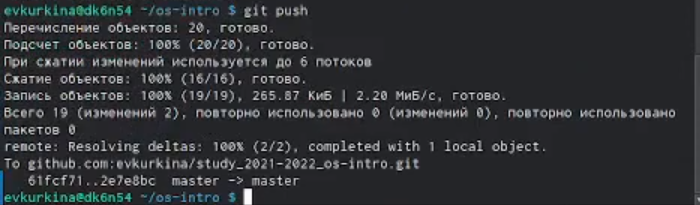 evkurkina@dk6n54 ~/os-intro $ git push
Перечисление объектов: 20, готово.
Подсчет объектов: 100% (20/20), готово.
При сжатии изменений используется до 6 потоков
Сжатие объектов: 100% (16/16), готово.
Запись объектов: 100% (19/19), 265.87 КиБ | 2.20 МиБ/с, готово.
Всего 19 (изменений 2), повторно использовано 0 (изменений 0), повторно использовано
пакетов 0
remote: Resolving deltas: 100% (2/2), completed with 1 local object.
To github.com:evkurkina/study_2021-2022_os-intro.git
61fcf71..2e7e8bc  master -> master
evkurkina@dk6n54 ~/os-intro $